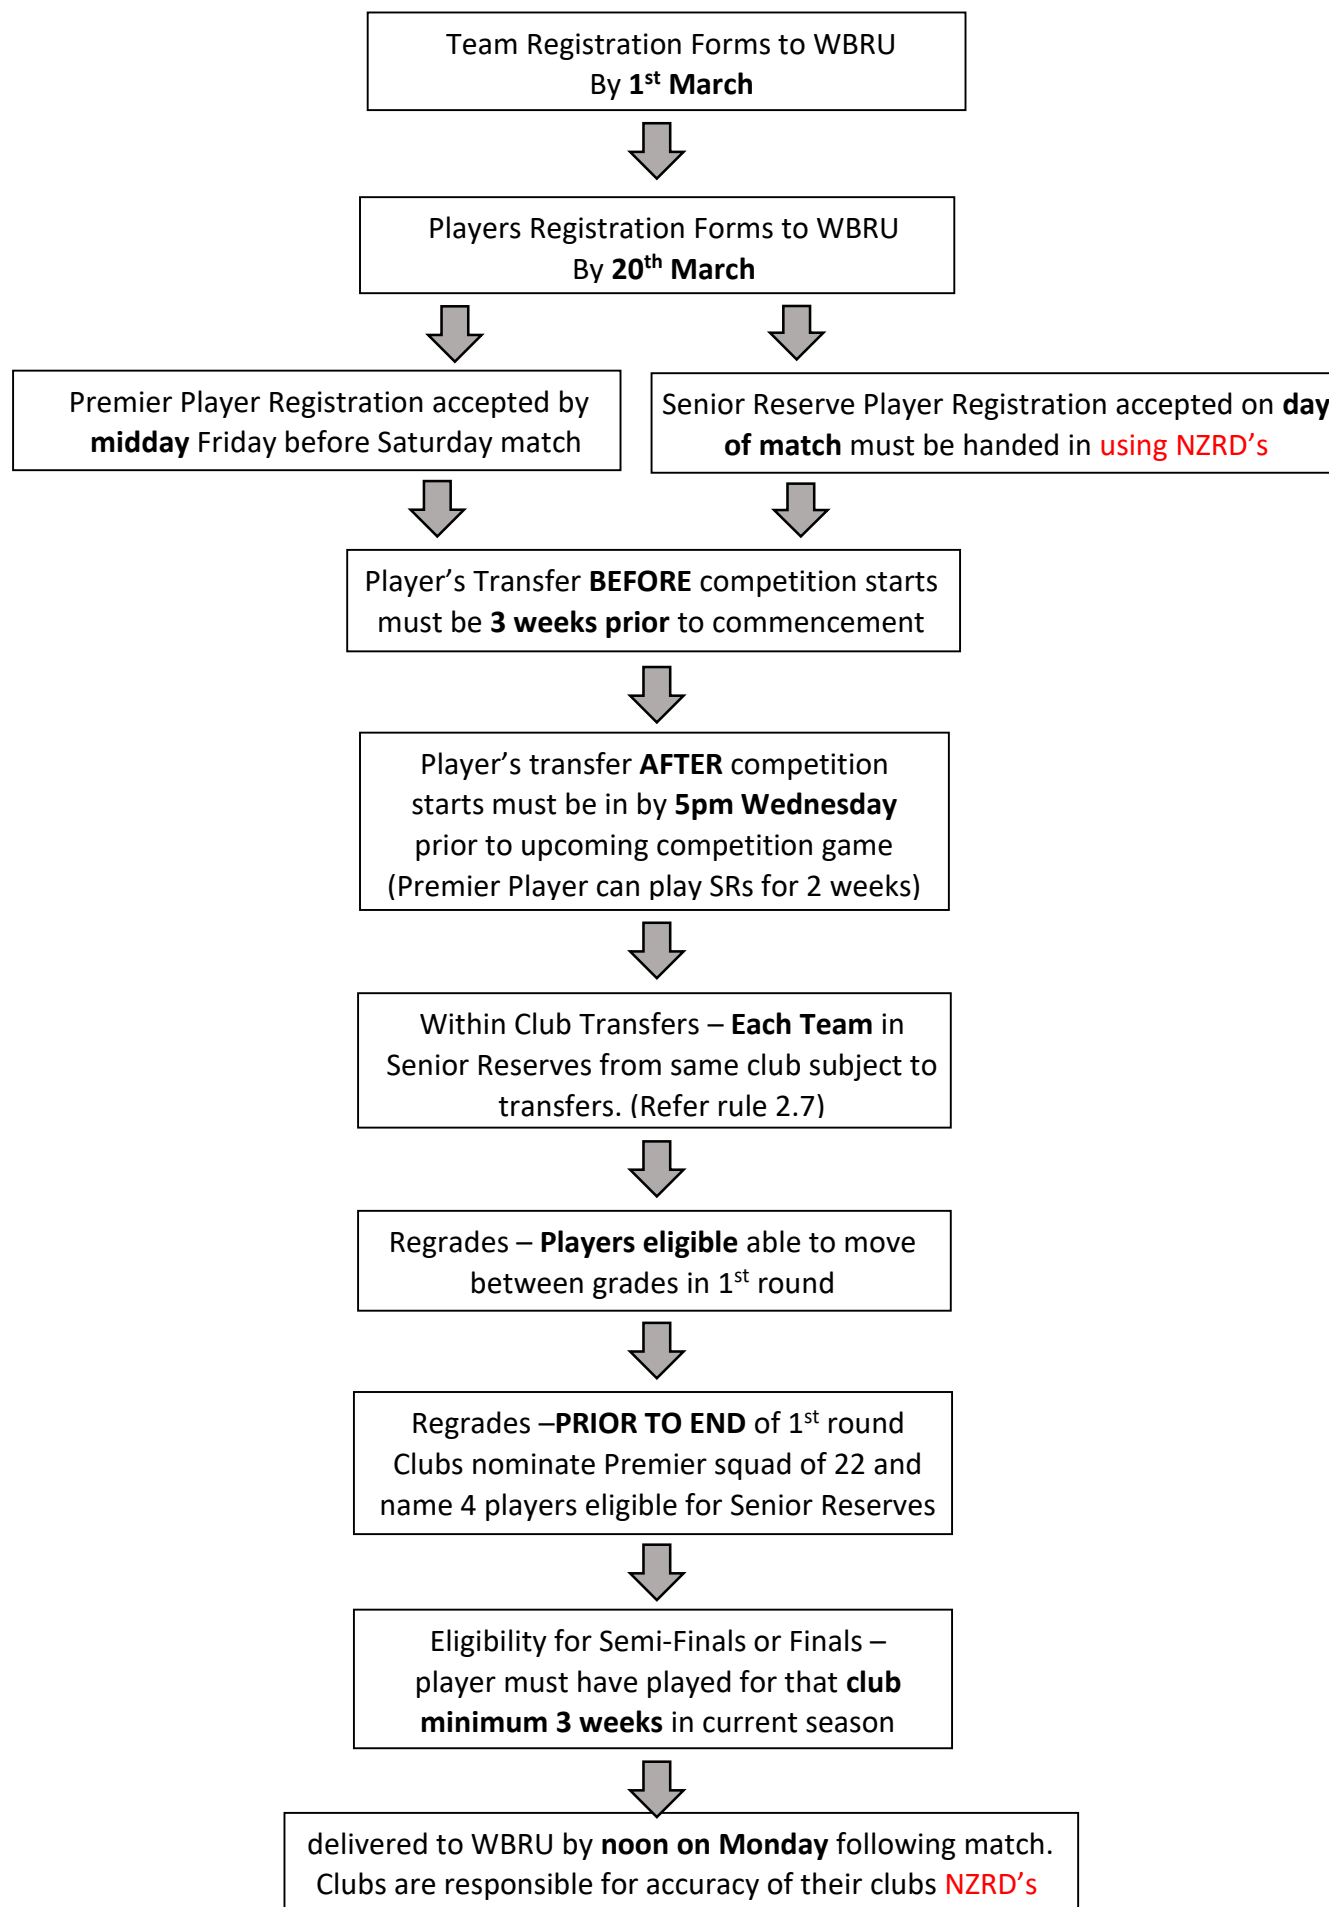 Team Registration Forms to WBRU
By 1st March
Players Registration Forms to WBRU
By 20th March
Premier Player Registration accepted by
midday Friday before Saturday match
Senior Reserve Player Registration accepted on day
of match must be handed in using NZRD’s
Player’s Transfer BEFORE competition starts
must be 3 weeks prior to commencement
Player’s transfer AFTER competition
starts must be in by 5pm Wednesday
prior to upcoming competition game
(Premier Player can play SRs for 2 weeks)
Within Club Transfers – Each Team in
Senior Reserves from same club subject to
transfers. (Refer rule 2.7)
Regrades – Players eligible able to move
between grades in 1st round
Regrades –PRIOR TO END of 1st round
Clubs nominate Premier squad of 22 and
name 4 players eligible for Senior Reserves
Eligibility for Semi-Finals or Finals –
player must have played for that club
minimum 3 weeks in current season
delivered to WBRU by noon on Monday following match.
Clubs are responsible for accuracy of their clubs NZRD’s